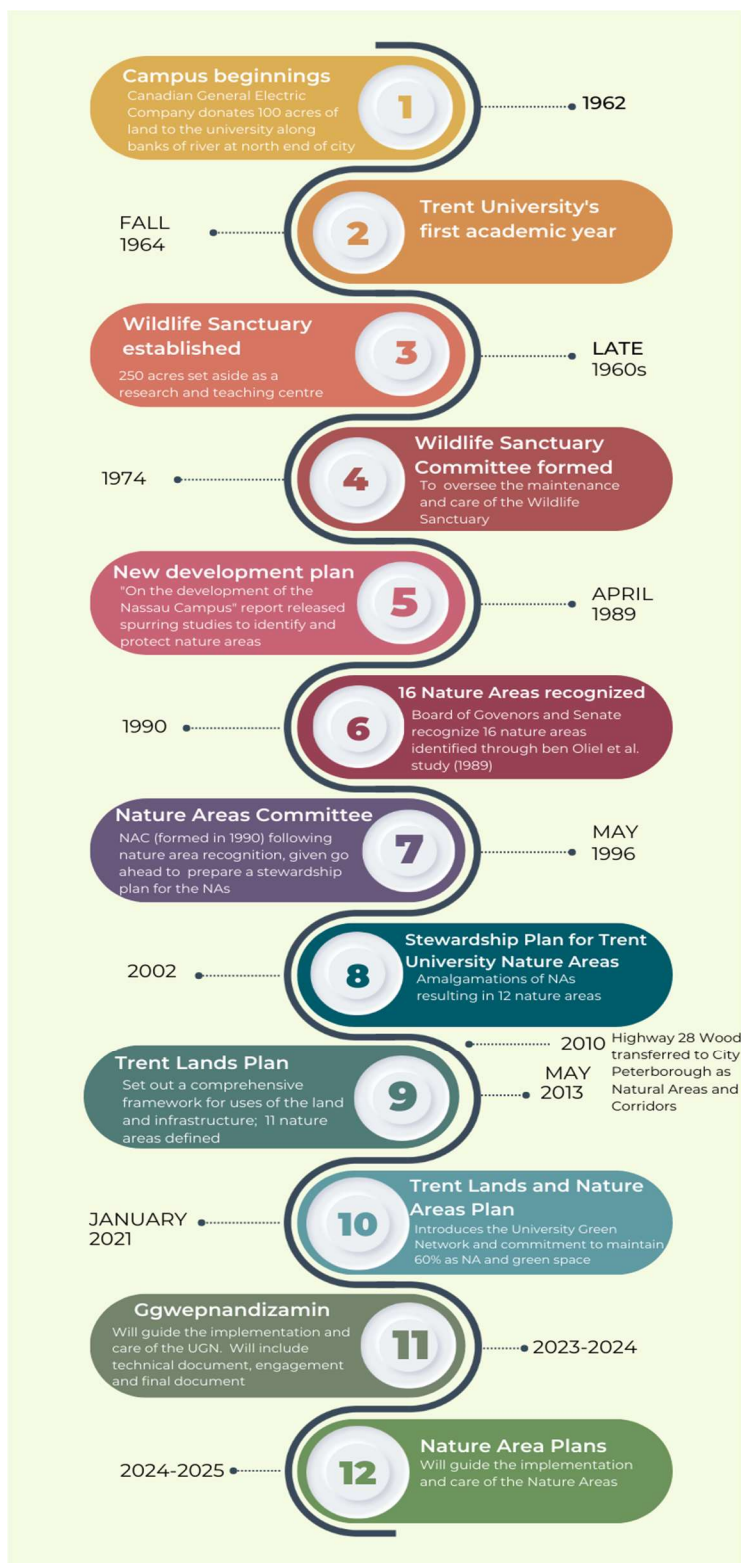 Campus beginnings
Canadian General Electric
Company donates 100 acres of
land to the university along
banks of river at north end of city
1
1962
FALL
1964
2
Trent University's
first academic year
Wildlife Sanctuary
established
250 acres set aside as a
research and teaching centre
3
LATE
1960s
1974
4
Wildlife Sanctuary
Committee formed
To oversee the maintenance
and care of the Wildlife
Sanctuary
New development plan
"On the development of the
Nassau Campus" report released
spurring studies to identify and
protect nature areas
5
APRIL
1989
1990
6
16 Nature Areas recognized
Board of Govenors and Senate
recognize 16 nature areas
identified through ben Oliel et al.
study (1989)
Nature Areas Committee
NAC (formed in 1990) following
nature area recognition, given go
ahead to prepare a stewardship
plan for the NAs
7
MAY
1996
2002
8
Stewardship Plan for Trent
University Nature Areas
Amalgamations of NAs
resulting in 12 nature areas
2010
Highway 28 Wood
transferred to City
Peterborough as
Natural Areas and
Corridors
Trent Lands Plan
Set out a comprehensive
framework for uses of the land
and infrastructure; 11 nature
areas defined
9
MAY
2013
JANUARY
2021
10
Trent Lands and Nature
Areas Plan
Introduces the University Green
Network and commitment to maintain
60% as NA and green space
Ggwepnandizamin
Will guide the implementation and
care of the UGN. Will include
technical document, engagement
and final document
11
2023-2024
2024-2025
12
Nature Area Plans
Will guide the implementation
and care of the Nature Areas